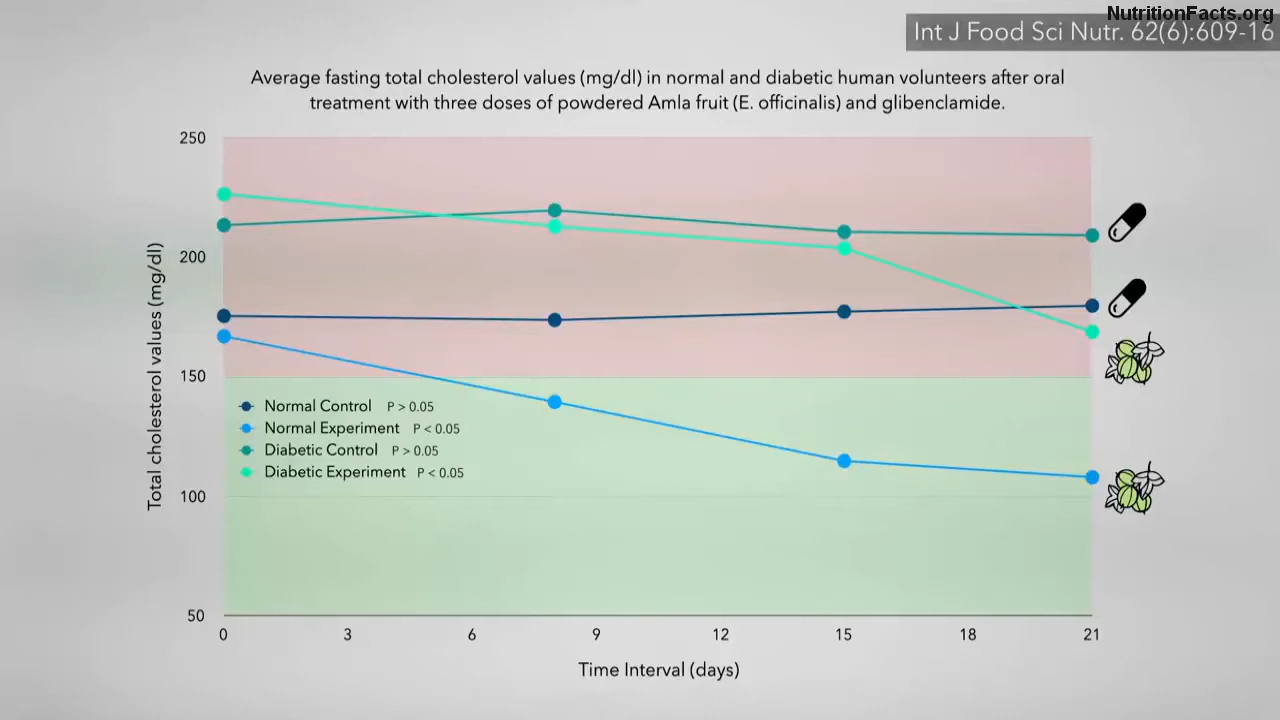 NutritionFacts.org
Int J Food Sci Nutr. 62(6):609-16
Average fasting total cholesterol values (mg/dl) in normal and diabetic human volunteers after oral
treatment with three doses of powdered Amla fruit (E. officinalis) and glibenclamide.
Total cholesterol values (mg/dl)
250
200
150
100
50
Normal Control P > 0.05
Normal Experiment P < 0.05
Diabetic Control P > 0.05
Diabetic Experiment P < 0.05
0 3 6 9 12 15 18 21
Time Interval (days)